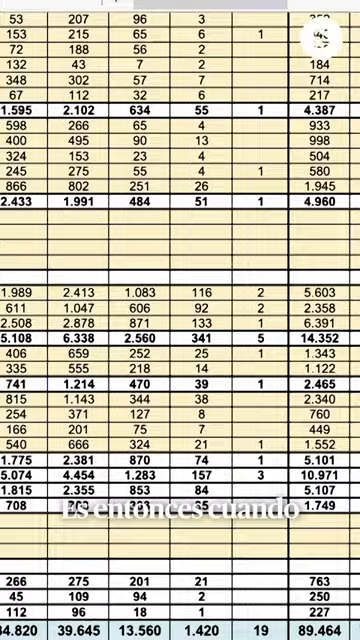 53 207 96 3
153 215 65 6 1
72 188 56 2
132 43 7 2 184
348 302 57 7 714
67 112 32 6 217
1.595 2.102 634 55 1 4.387
598 266 65 4 933
400 495 90 13 998
324 153 23 4 504
245 275 55 4 1 580
866 802 251 26 1.945
2.433 1.991 484 51 1 4.960
1.989 2.413 1.083 116 2 5.603
611 1.047 606 92 2 2.358
2.508 2.878 871 133 1 6.391
5.108 6.338 2.560 341 5 14.352
406 659 252 25 1 1.343
335 555 218 14 1.122
741 1.214 470 39 1 2.465
815 1.143 344 38 2.340
254 371 127 8 760
166 201 75 7 449
540 666 324 21 1 1.552
1.775 2.381 870 74 1 5.101
5.074 4.454 1.283 157 3 10.971
1.815 2.355 853 84 5.107
708 1.749
Es entonces cuando
266 275 201 21 763
45 109 94 2 250
112 96 18 1 227
34.820 39.645 13.560 1.420 19 89.464